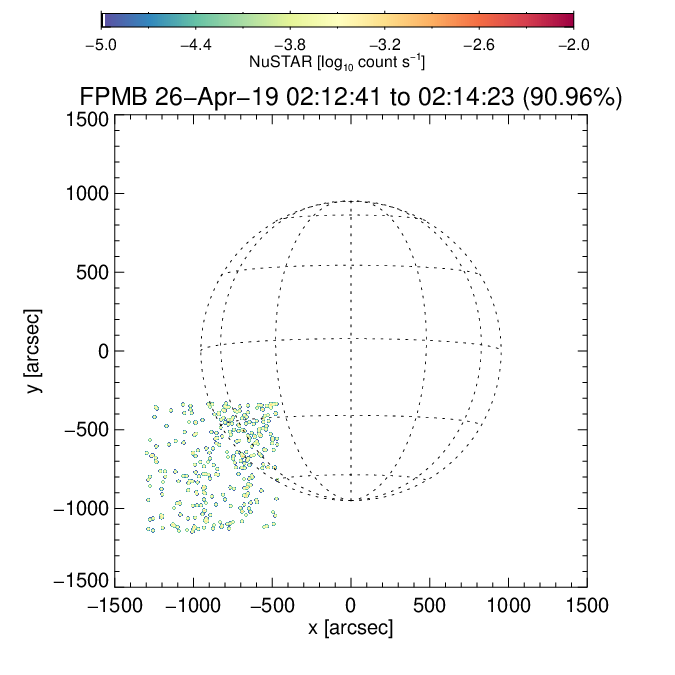 −5.0 −4.4 −3.8 −3.2 −2.6 −2.0
NuSTAR [log10 count s−1]
FPMB 26−Apr−19 02:12:41 to 02:14:23 (90.96%)
1500
1000
500
0
−500
−1000
−1500
y [arcsec]
−1500 −1000 −500 0 500 1000 1500
x [arcsec]